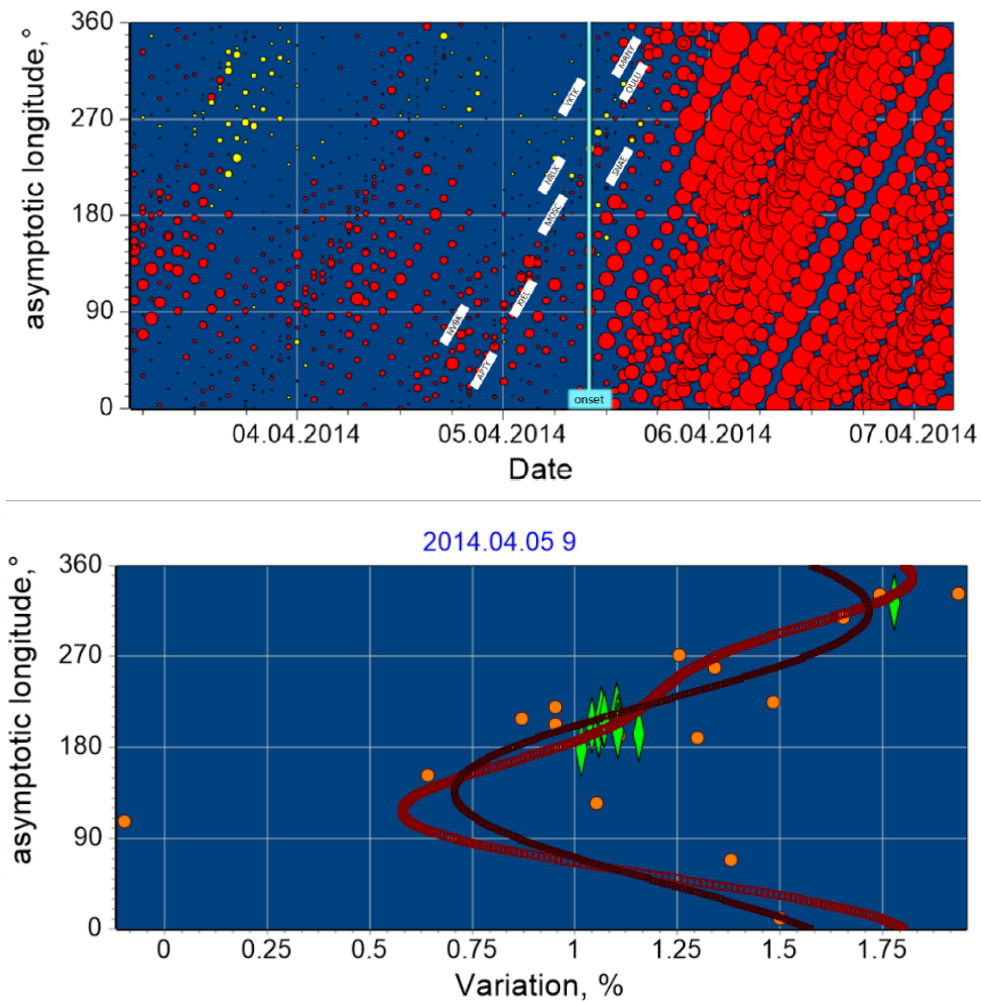 360
270
180
90
0
asymptotic longitude,°
MRNY
OULU
YKTK
SNAE
NRLK
MOSC
KIEL
NVBK
APTY
onset
04.04.2014 05.04.2014 06.04.2014 07.04.2014
Date
2014.04.05 9
360
270
180
90
0
asymptotic longitude,°
0 0.25 0.5 0.75 1 1.25 1.5 1.75
Variation, %